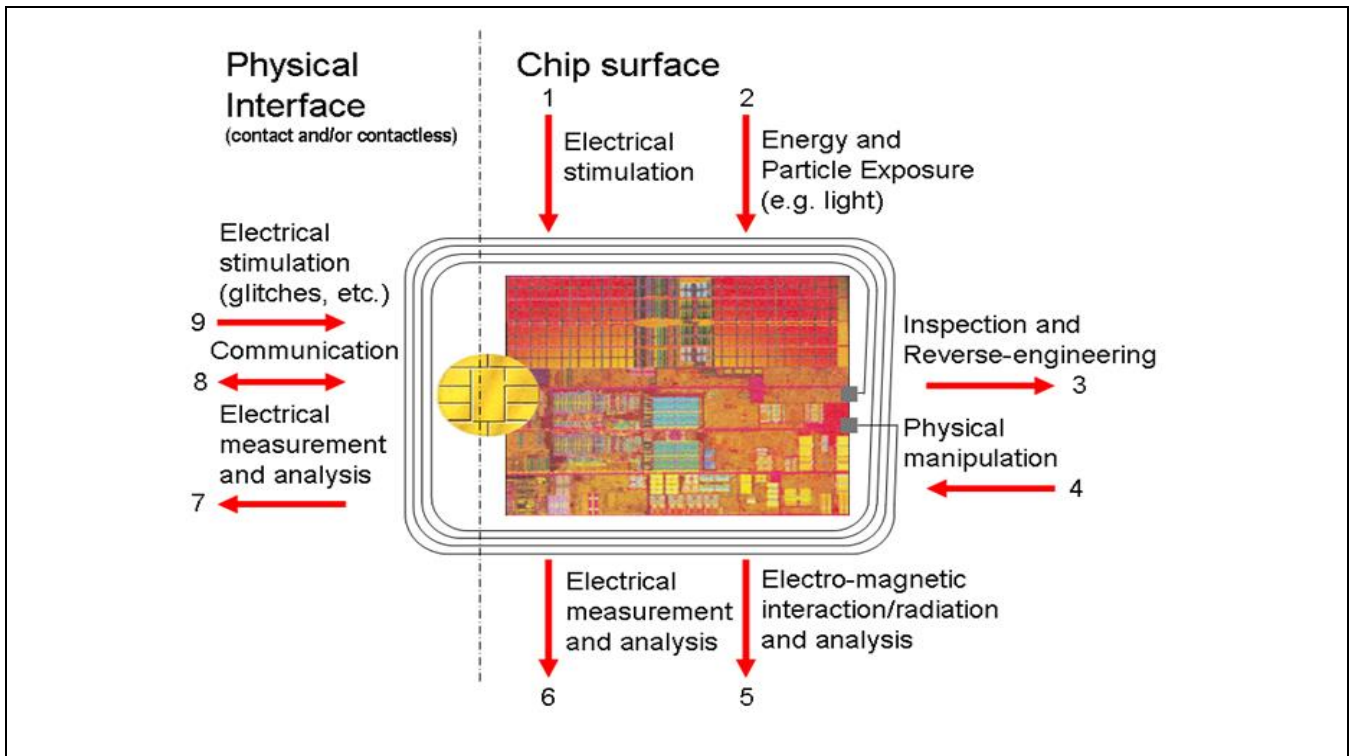 Physical
Interface
(contact and/or contactless)
Chip surface
1
2
Electrical
stimulation
Energy and
Particle Exposure
(e.g. light)
Electrical
stimulation
(glitches, etc.)
9
Communication
8
Electrical
measurement
and analysis
7
Inspection and
Reverse-engineering
3
Physical
manipulation
4
Electrical
measurement
and analysis
6
Electro-magnetic
interaction/radiation
and analysis
5